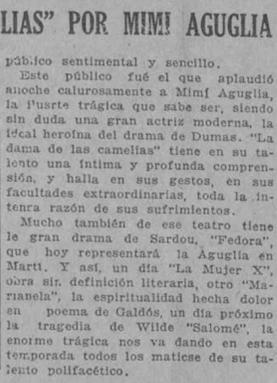 LIAS” POR MIMÍ AGUGLIA
público sentimental y sencillo.
Este público fué el que aplaudió
anoche calurosamente a Mimí Aguglia,
la fuerte trágica que sabe ser, siendo
sin duda una gran actriz moderna, la
ideal heroína del drama de Dumas. "La
dama de las camelias" tiene en su ta-
lento una íntima y profunda compren-
sión, y halla en sus gestos, en sus
facultades extraordinarias, toda la in-
tenra razón de sus sufrimientos.
Mucho también de ese teatro tiene
le gran drama de Sardou, "Fedora"
que hoy representará la Aguglia en
Martí. Y así, un día "La Mujer X",
obra sir. definición literaria, otro "Ma-
rianela", la espiritualidad hecha dolor
en poema de Galdós, un día próximo
la tragedia de Wilde "Salomé", la
enorme trágica nos va dando en esta
temporada todos los matices de su ta-
lento polifacético.